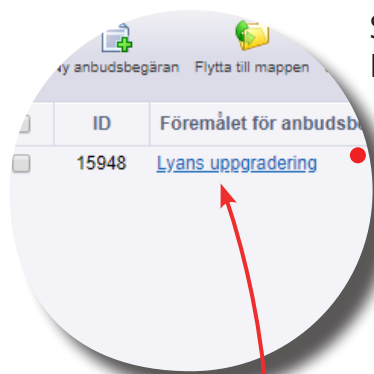 ny anbudsbegäran Flytta till mappen
ID Föremålet för anbudsb
15948 Lyans uppgradering